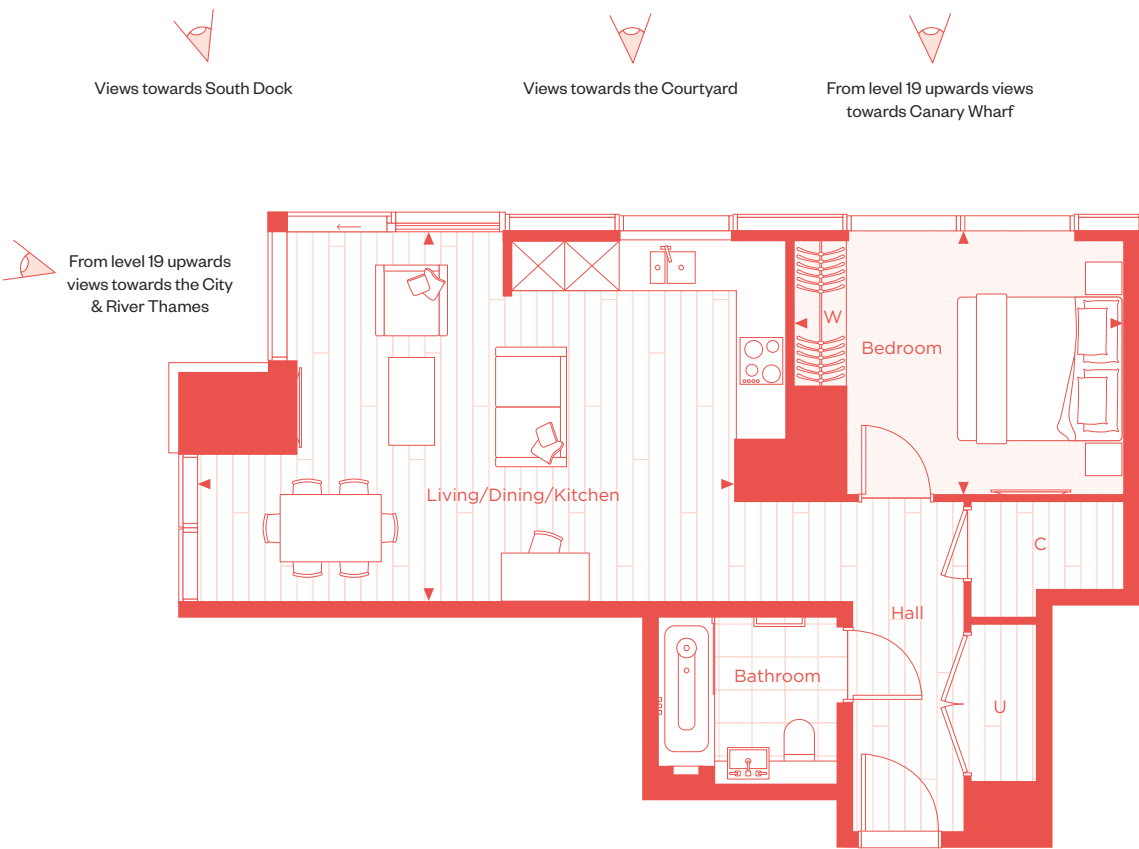 Views towards South Dock
Views towards the Courtyard
From level 19 upwards views
towards Canary Wharf
From level 19 upwards
views towards the City
& River Thames
W
Bedroom
Living/Dining/Kitchen
C
Hall
Bathroom
U